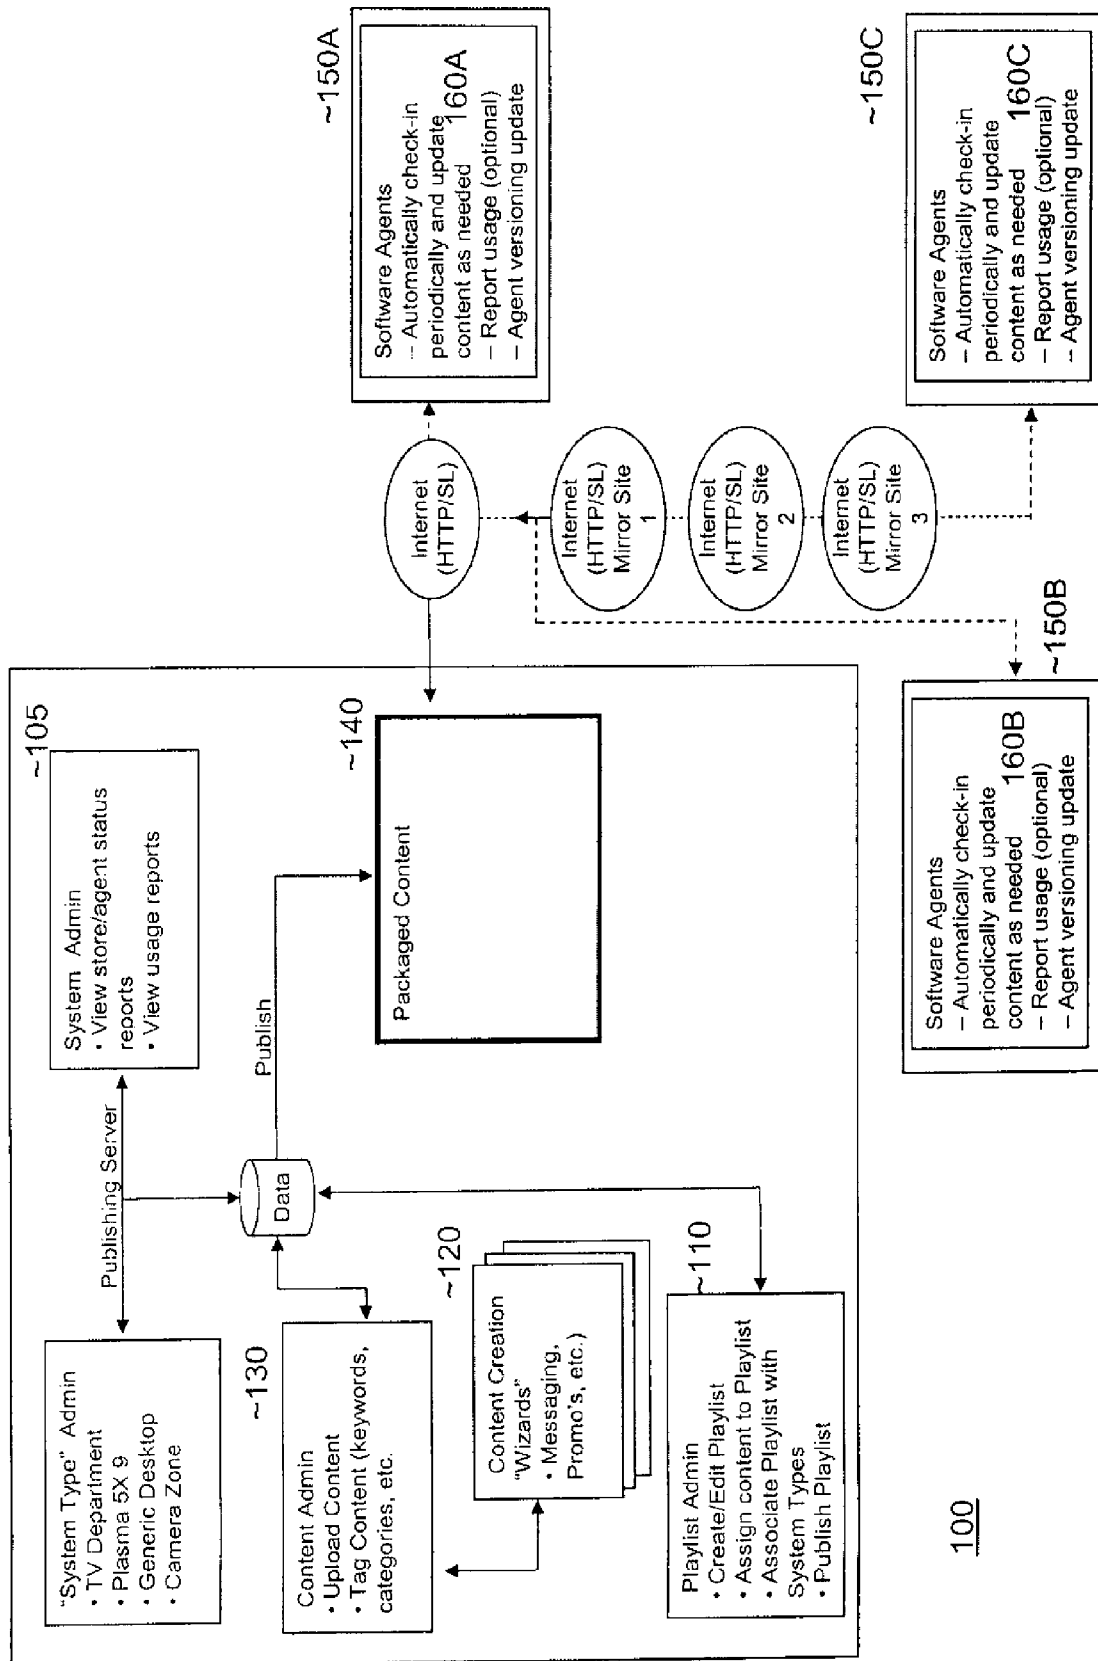 "System Type" Admin
• TV Department
• Plasma 5X 9
• Generic Desktop
• Camera Zone
Publishing Server
System Admin
• View store/agent status
reports
• View usage reports
~105
~130
Content Admin
• Upload Content
• Tag Content (keywords,
categories, etc.
Data
Publish
~120
Content Creation
"Wizards"
• Messaging,
Promo's, etc.)
~110
Playlist Admin
• Create/Edit Playlist
• Assign content to Playlist
• Associate Playlist with
System Types
• Publish Playlist
~140
Packaged Content
Internet
(HTTP/SL)
Internet
(HTTP/SL)
Mirror Site
1
Internet
(HTTP/SL)
Mirror Site
2
Internet
(HTTP/SL)
Mirror Site
3
~150A
Software Agents
– Automatically check-in
periodically and update
content as needed 160A
– Report usage (optional)
– Agent versioning update
~150B
Software Agents
– Automatically check-in
periodically and update
content as needed 160B
– Report usage (optional)
– Agent versioning update
~150C
Software Agents
– Automatically check-in
periodically and update
content as needed 160C
– Report usage (optional)
– Agent versioning update
100